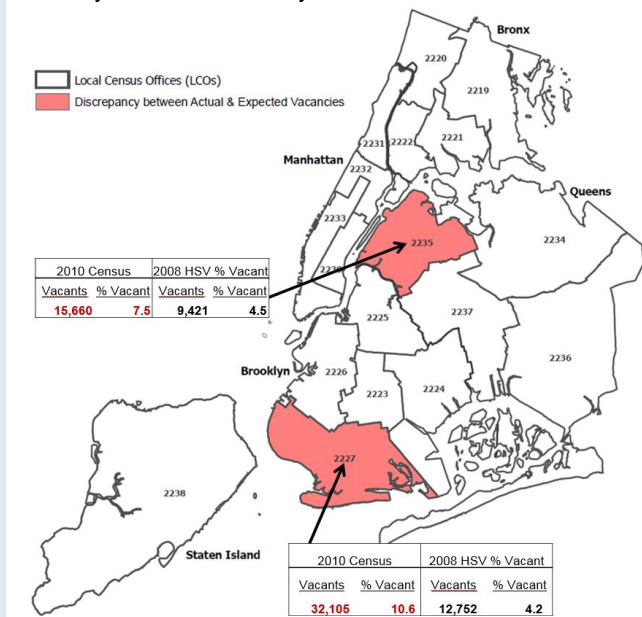 Bronx
2220
Local Census Offices (LCOs)
2219
Discrepancy between Actual & Expected Vacancies
2231
2222
2221
Manhattan
2232
Queens
2233
2235
2234
2010 Census 2008 HSV % Vacant
Vacants % Vacant Vacants % Vacant
15,660 7.5 9,421 4.5
2225
2237
2236
Brooklyn
2226
2223
2224
2227
2238
Staten Island
2010 Census 2008 HSV % Vacant
Vacants % Vacant Vacants % Vacant
32,105 10.6 12,752 4.2